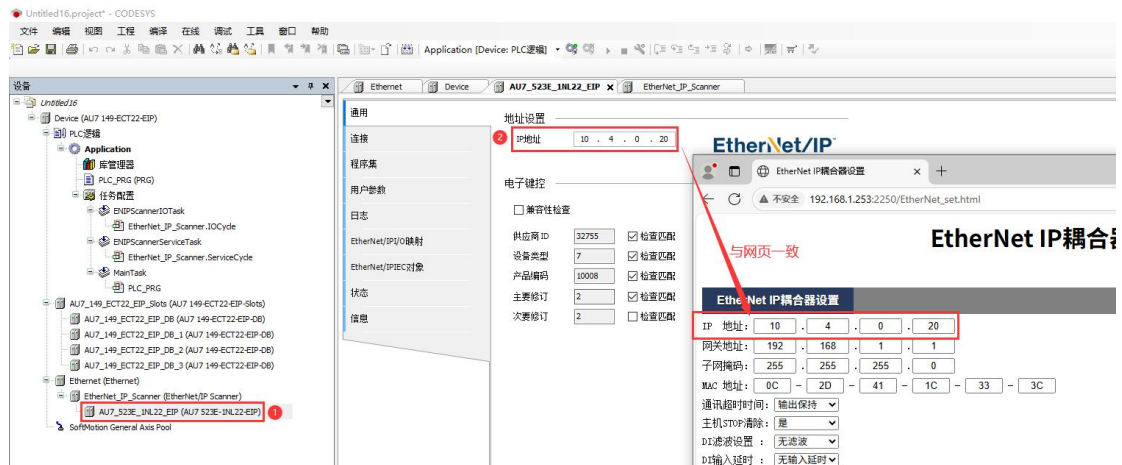 Untitled16.project* - CODESYS
文件 编辑 视图 工程 编译 在线 调试 工具 窗口 帮助
Application [Device: PLC逻辑]
设备
Untitled16
Device (AU7 149-ECT22-EIP)
PLC逻辑
Application
库管理器
PLC_PRG (PRG)
任务配置
ENIPScannerIOTask
EtherNet_IP_Scanner.IOCycle
ENIPScannerServiceTask
EtherNet_IP_Scanner.ServiceCycle
MainTask
PLC_PRG
AU7_149_ECT22_EIP_Slots (AU7 149-ECT22-EIP-Slots)
AU7_149_ECT22_EIP_DB (AU7 149-ECT22-EIP-DB)
AU7_149_ECT22_EIP_DB_1 (AU7 149-ECT22-EIP-DB)
AU7_149_ECT22_EIP_DB_2 (AU7 149-ECT22-EIP-DB)
AU7_149_ECT22_EIP_DB_3 (AU7 149-ECT22-EIP-DB)
Ethernet (Ethernet)
EtherNet_IP_Scanner (EtherNet/IP Scanner)
AU7_523E_1NL22_EIP (AU7 523E-1NL22-EIP) 1
SoftMotion General Axis Pool
Ethernet Device AU7_523E_1NL22_EIP EtherNet_IP_Scanner
通用
连接
程序集
用户参数
日志
EtherNet/IPI/O映射
EtherNet/IPIEC对象
状态
信息
地址设置
2 IP地址 10 . 4 . 0 . 20
电子键控
兼容性检查
供应商ID 32755 检查匹配
设备类型 7 检查匹配
产品编码 10008 检查匹配
主要修订 2 检查匹配
次要修订 2 检查匹配
EtherNet/IP
与网页一致
EtherNet IP耦合器设置
不安全 192.168.1.253:2250/EtherNet_set.html
EtherNet IP耦合
EtherNet IP耦合器设置
IP 地址: 10 . 4 . 0 . 20
网关地址: 192 . 168 . 1 . 1
子网掩码: 255 . 255 . 255 . 0
MAC 地址: 0C - 2D - 41 - 1C - 33 - 3C
通讯超时时间: 输出保持
主机STOP清除: 是
DI滤波设置 : 无滤波
DI输入延时 : 无输入延时